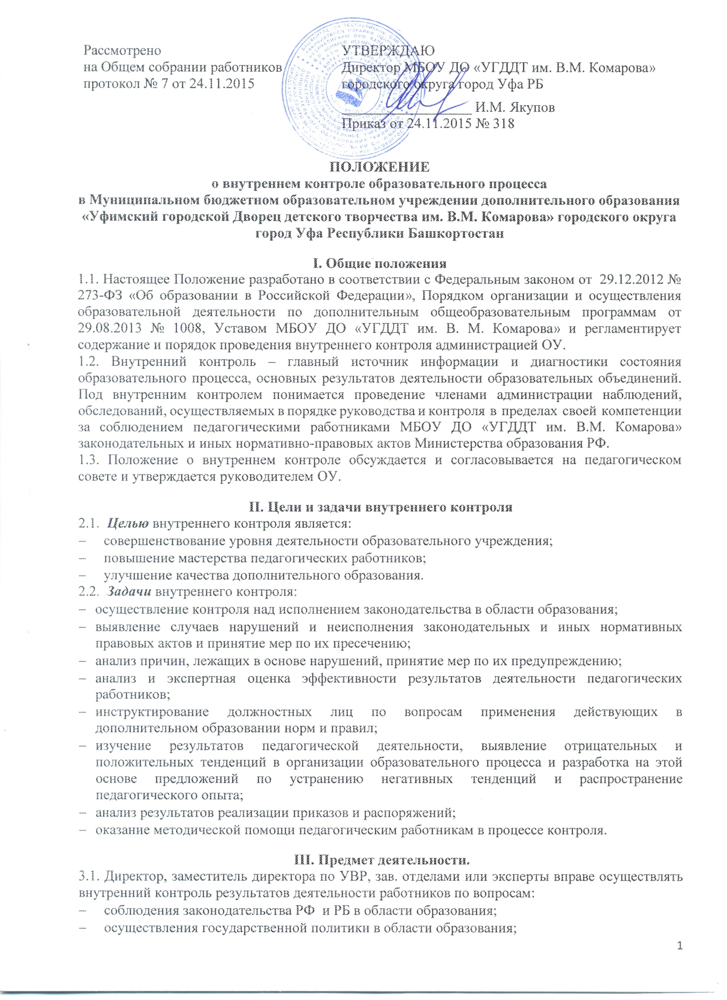 Рассмотрено
на Общем собрании работников
протокол № 7 от 24.11.2015
УТВЕРЖДАЮ
Директор МБОУ ДО «УГДДТ им. В.М. Комарова»
городского округа город Уфа РБ
И.М. Якупов
Приказ от 24.11.2015 № 318
ПОЛОЖЕНИЕ
о внутреннем контроле образовательного процесса
в Муниципальном бюджетном образовательном учреждении дополнительного образования
«Уфимский городской Дворец детского творчества им. В.М. Комарова» городского округа
город Уфа Республики Башкортостан
I. Общие положения
1.1. Настоящее Положение разработано в соответствии с Федеральным законом от 29.12.2012 №
273-ФЗ «Об образовании в Российской Федерации», Порядком организации и осуществления
образовательной деятельности по дополнительным общеобразовательным программам от
29.08.2013 № 1008, Уставом МБОУ ДО «УГДДТ им. В. М. Комарова» и регламентирует
содержание и порядок проведения внутреннего контроля администрацией ОУ.
1.2. Внутренний контроль – главный источник информации и диагностики состояния
образовательного процесса, основных результатов деятельности образовательных объединений.
Под внутренним контролем понимается проведение членами администрации наблюдений,
обследований, осуществляемых в порядке руководства и контроля в пределах своей компетенции
за соблюдением педагогическими работниками МБОУ ДО «УГДДТ им. В.М. Комарова»
законодательных и иных нормативно-правовых актов Министерства образования РФ.
1.3. Положение о внутреннем контроле обсуждается и согласовывается на педагогическом
совете и утверждается руководителем ОУ.
II. Цели и задачи внутреннего контроля
2.1. Целью внутреннего контроля является:
– совершенствование уровня деятельности образовательного учреждения;
– повышение мастерства педагогических работников;
– улучшение качества дополнительного образования.
2.2. Задачи внутреннего контроля:
– осуществление контроля над исполнением законодательства в области образования;
– выявление случаев нарушений и неисполнения законодательных и иных нормативных
правовых актов и принятие мер по их пресечению;
– анализ причин, лежащих в основе нарушений, принятие мер по их предупреждению;
– анализ и экспертная оценка эффективности результатов деятельности педагогических
работников;
– инструктирование должностных лиц по вопросам применения действующих в
дополнительном образовании норм и правил;
– изучение результатов педагогической деятельности, выявление отрицательных и
положительных тенденций в организации образовательного процесса и разработка на этой
основе предложений по устранению негативных тенденций и распространение
педагогического опыта;
– анализ результатов реализации приказов и распоряжений;
– оказание методической помощи педагогическим работникам в процессе контроля.
III. Предмет деятельности.
3.1. Директор, заместитель директора по УВР, зав. отделами или эксперты вправе осуществлять
внутренний контроль результатов деятельности работников по вопросам:
– соблюдения законодательства РФ и РБ в области образования;
– осуществления государственной политики в области образования;
1